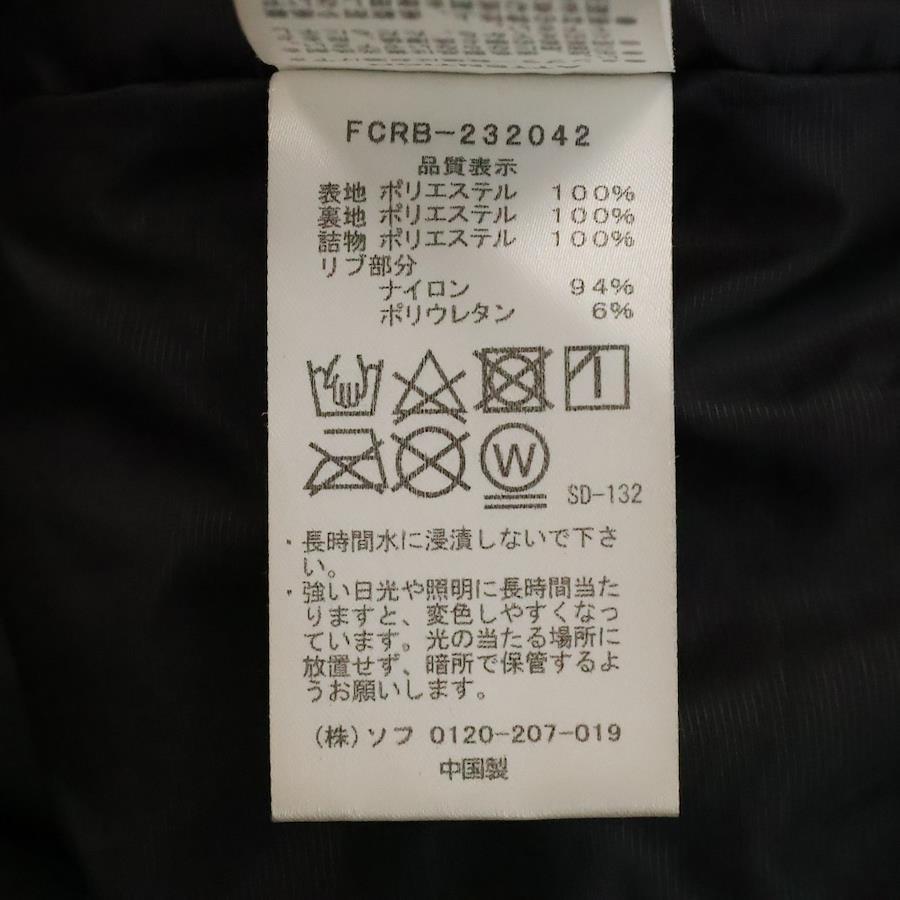 FCRB-232042
品質表示
表地 ポリエステル 100%
裏地 ポリエステル 100%
詰物 ポリエステル 100%
リブ部分
ナイロン 94%
ポリウレタン 6%
W
SD-132
・長時間水に浸漬しないで下さ
い。
・強い日光や照明に長時間当た
りますと、変色しやすくなっ
ています。光の当たる場所に
放置せず、暗所で保管するよ
うお願いします。
(株)ソフ 0120-207-019
中国製